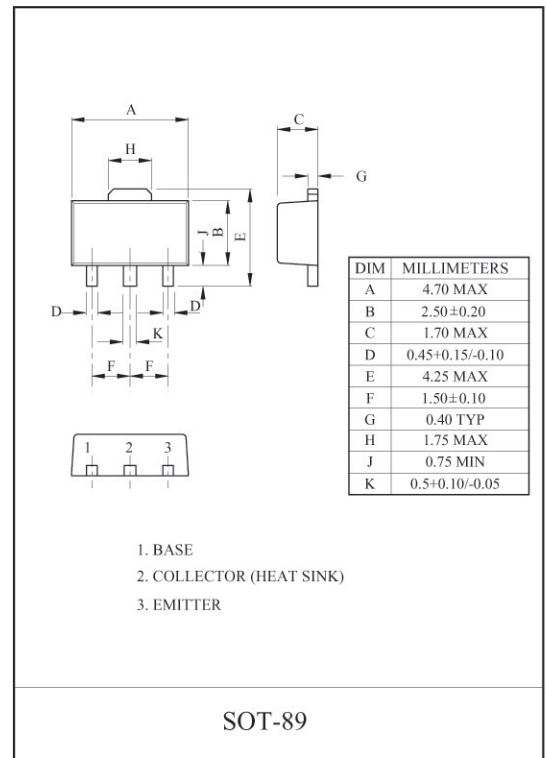 A
H
C
G
J
B
E
D
D
K
F
F
DIM MILLIMETERS
A 4.70 MAX
B 2.50±0.20
C 1.70 MAX
D 0.45+0.15/-0.10
E 4.25 MAX
F 1.50±0.10
G 0.40 TYP
H 1.75 MAX
J 0.75 MIN
K 0.5+0.10/-0.05
1 2 3
1. BASE
2. COLLECTOR (HEAT SINK)
3. EMITTER
SOT-89